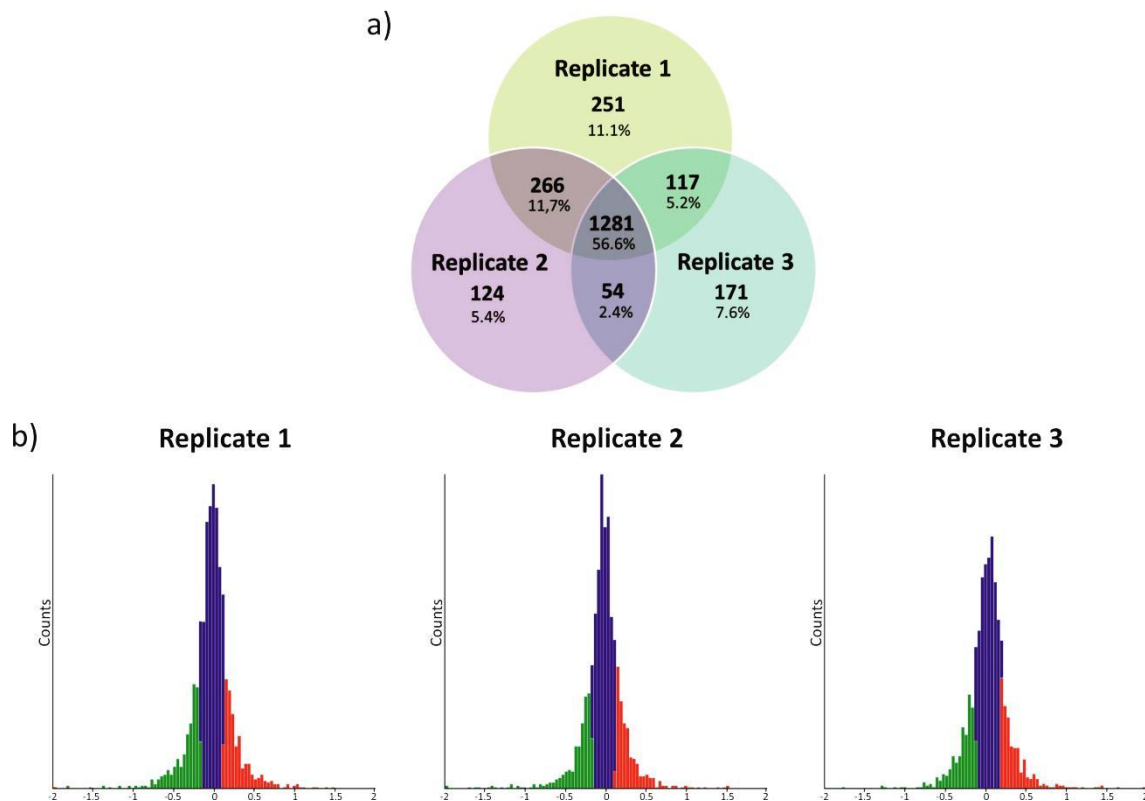 a)
Replicate 1
251
11.1%
266
11,7%
117
5.2%
1281
56.6%
Replicate 2
124
5.4%
54
2.4%
Replicate 3
171
7.6%
b)
Replicate 1
Replicate 2
Replicate 3
Counts
Counts
Counts
-2 -1.5 -1 -0.5 0 0.5 1 1.5 2
-2 -1.5 -1 -0.5 0 0.5 1 1.5 2
-2 -1.5 -1 -0.5 0 0.5 1 1.5 2